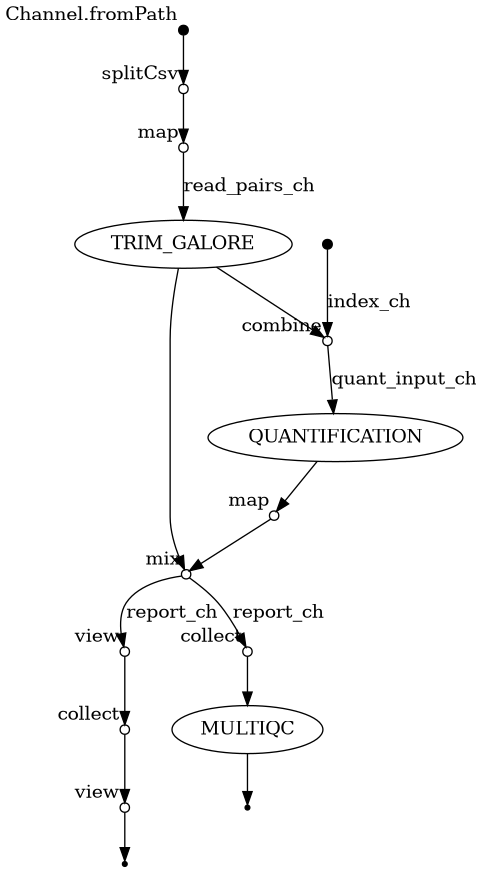 Channel.fromPath
splitCsv
map
read_pairs_ch
TRIM_GALORE
index_ch
combine
quant_input_ch
QUANTIFICATION
map
mix
report_ch
report_ch
view
collect
collect
MULTIQC
view